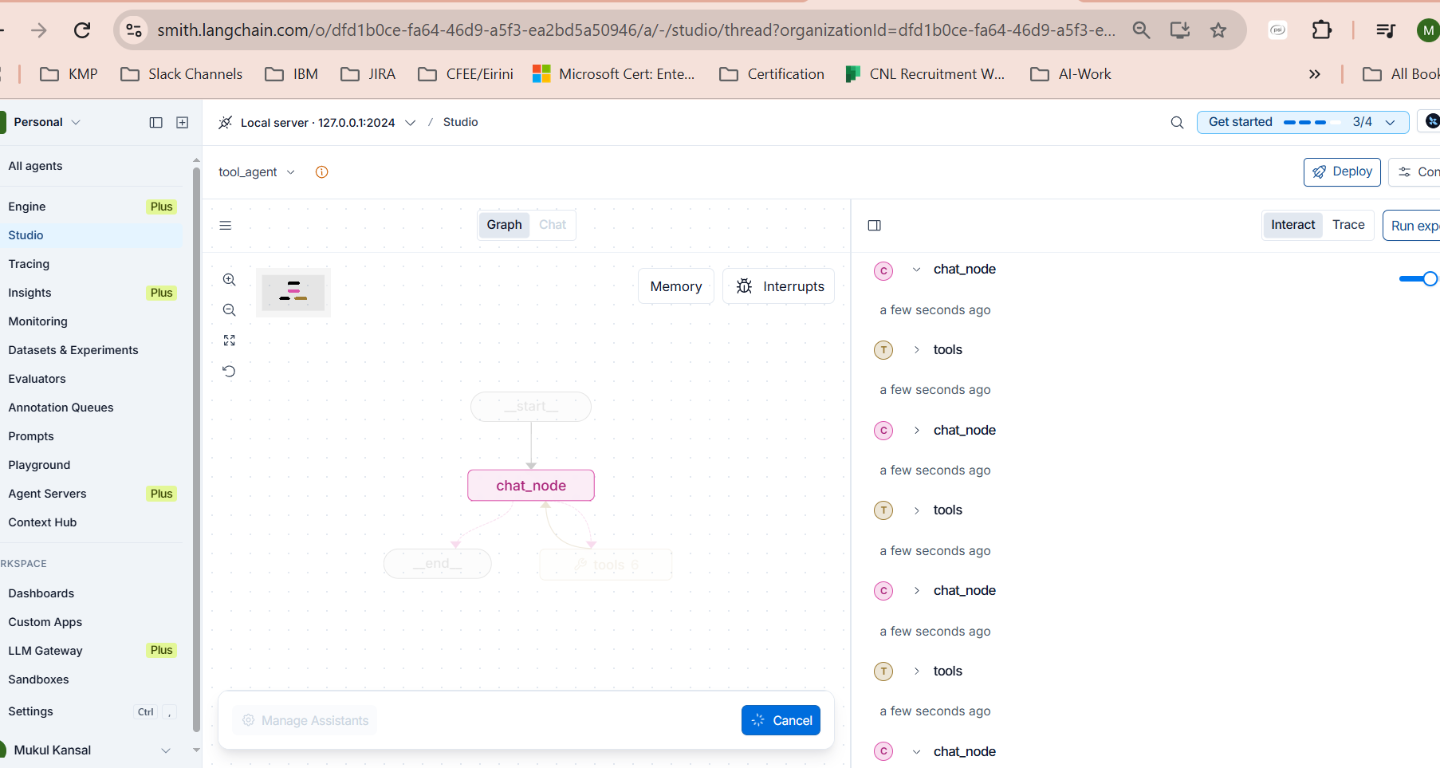 smith.langchain.com/o/dfd1b0ce-fa64-46d9-a5f3-ea2bd5a50946/a/-/studio/thread?organizationId=dfd1b0ce-fa64-46d9-a5f3-e...
M
KMP
Slack Channels
IBM
JIRA
CFEE/Eirini
Microsoft Cert: Ente...
Certification
CNL Recruitment W...
AI-Work
»
All Book
Personal
Local server · 127.0.0.1:2024 / Studio
Get started 3/4
All agents
tool_agent
Deploy
Con
Engine Plus
Studio
Tracing
Insights Plus
Monitoring
Datasets & Experiments
Evaluators
Annotation Queues
Prompts
Playground
Agent Servers Plus
Context Hub
RKSPACE
Dashboards
Custom Apps
LLM Gateway Plus
Sandboxes
Settings Ctrl ,
Mukul Kansal
Graph Chat
Memory
Interrupts
__start__
chat_node
__end__
tools 6
Manage Assistants
Cancel
Interact Trace
Run exp
C chat_node
a few seconds ago
T tools
a few seconds ago
C chat_node
a few seconds ago
T tools
a few seconds ago
C chat_node
a few seconds ago
T tools
a few seconds ago
C chat_node